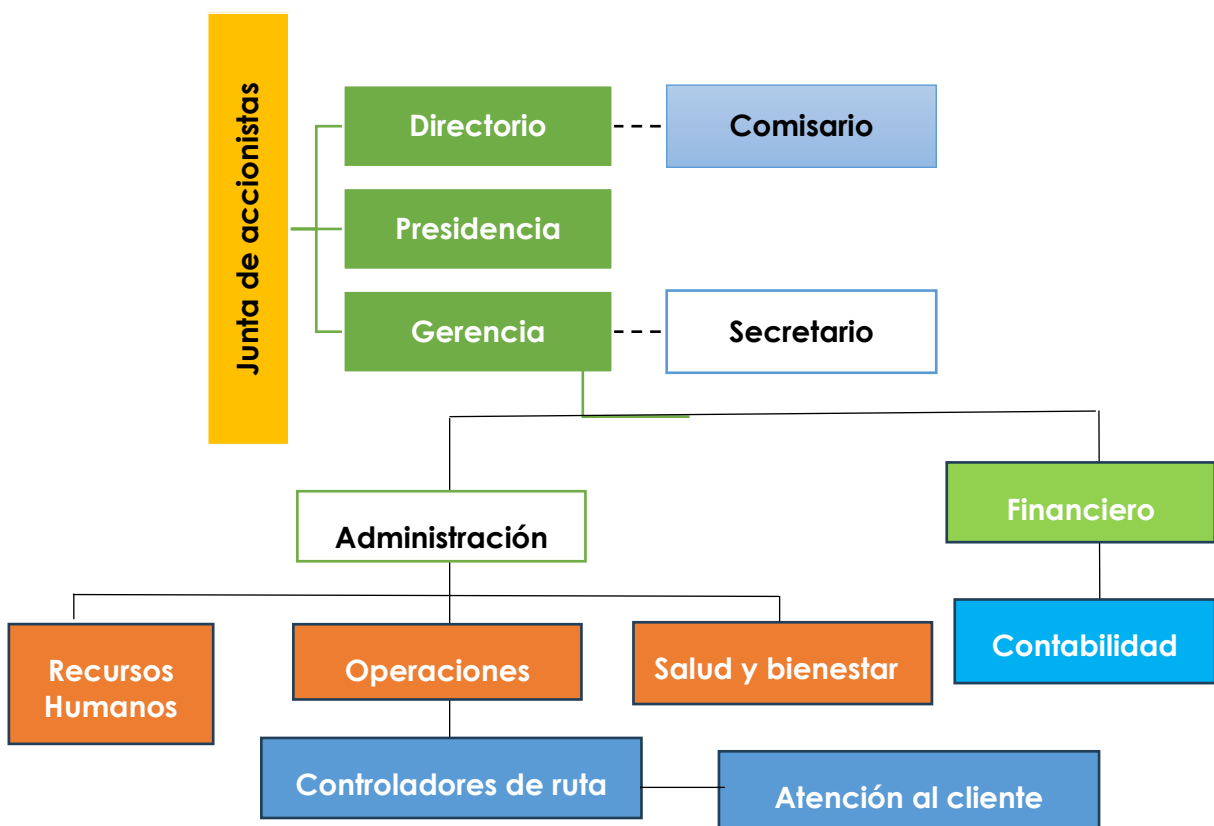 Junta de accionistas
Directorio
Comisario
Presidencia
Gerencia
Secretario
Administración
Financiero
Recursos
Humanos
Operaciones
Salud y bienestar
Contabilidad
Controladores de ruta
Atención al cliente